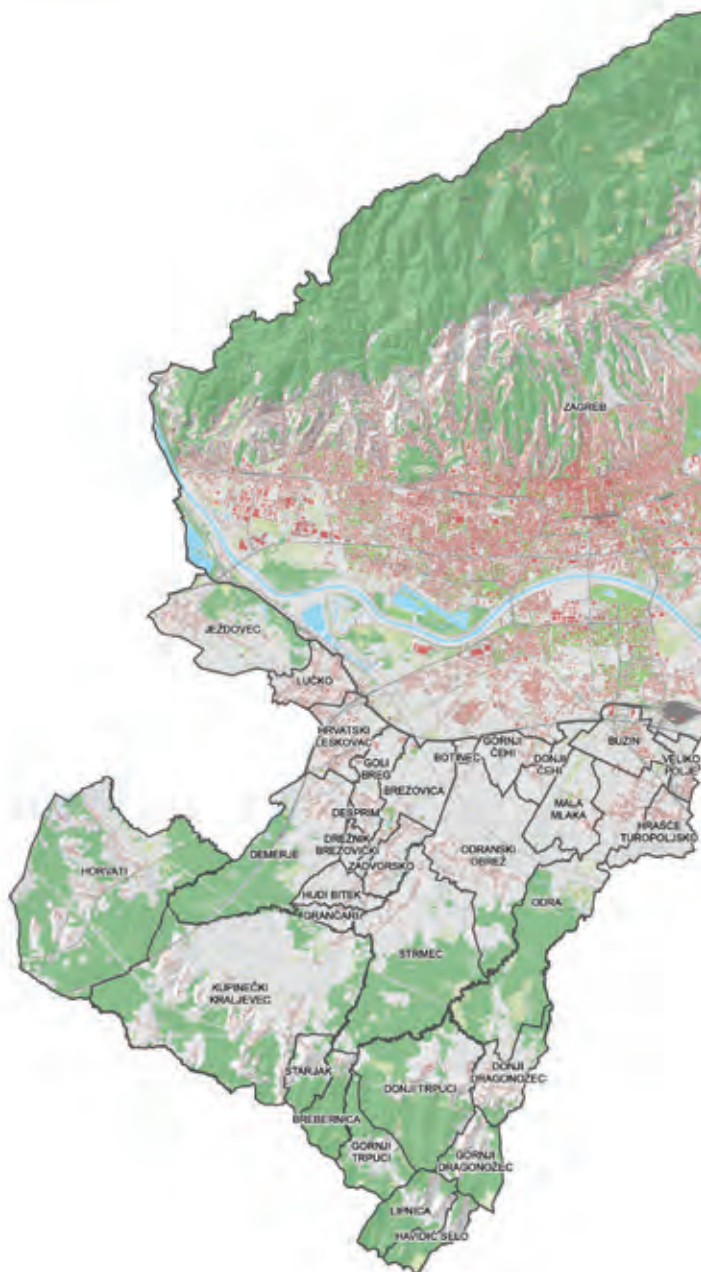 ZAGREB
JEŽDOVEC
LUČKO
HRVATSKI
LESKOVAC
GOLI
BREG
BOTINEC
GORNJI
ČEHI
DONJI
ČEHI
BUZIN
VELIKO
POLJE
BREZOVICA
MALA
MLAKA
HRAŠĆE
TUROPOLJSKO
DESPRIM
DREŽNIK
BREZOVIČKI
DEMERJE
ZADVORSKO
ODRANSKI
OBREŽ
HORVATI
HUDI BITEK
GRANČARI
ODRA
STRMEC
KUPINEČKI
KRALJEVEC
STARJAK
DONJI TRPUCI
DONJI
DRAGONOŽEC
BREBERNICA
GORNJI
TRPUCI
GORNJI
DRAGONOŽEC
LIPNICA
HAVIDIĆ SELO